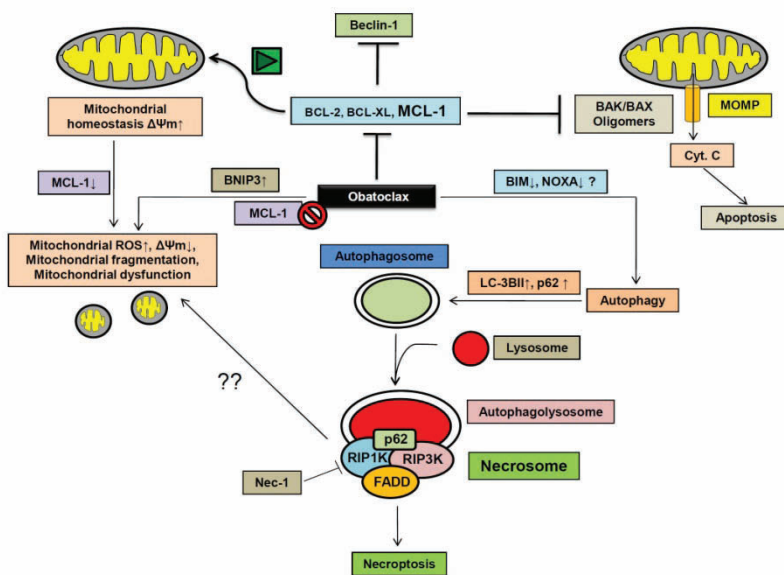 Beclin-1
BCL-2, BCL-XL, MCL-1
Mitochondrial
homeostasis ΔΨm↑
BAK/BAX
Oligomers
MOMP
Cyt. C
Apoptosis
MCL-1↓
BNIP3↑
Obatoclax
MCL-1
BIM↓, NOXA↓ ?
Mitochondrial ROS↑, ΔΨm↓,
Mitochondrial fragmentation,
Mitochondrial dysfunction
Autophagosome
LC-3BII↑, p62 ↑
Autophagy
Lysosome
??
Autophagolysosome
p62
RIP1K
RIP3K
FADD
Necrosome
Nec-1
Necroptosis